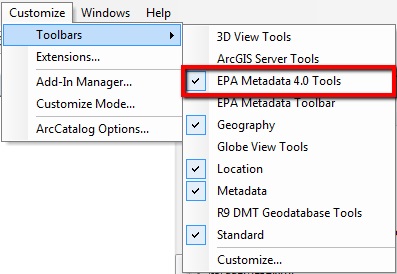 Customize Windows Help
Toolbars
Extensions...
Add-In Manager...
Customize Mode...
ArcCatalog Options...
3D View Tools
ArcGIS Server Tools
EPA Metadata 4.0 Tools
EPA Metadata Toolbar
Geography
Globe View Tools
Location
Metadata
R9 DMT Geodatabase Tools
Standard
Customize...